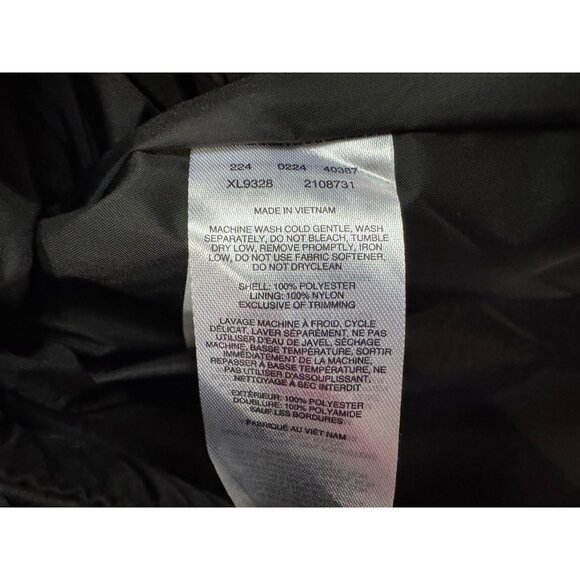 224 0224 40387
XL9328 2108731
MADE IN VIETNAM
MACHINE WASH COLD GENTLE, WASH
SEPARATELY, DO NOT BLEACH, TUMBLE
DRY LOW, REMOVE PROMPTLY, IRON
LOW, DO NOT USE FABRIC SOFTENER,
DO NOT DRYCLEAN
SHELL: 100% POLYESTER
LINING: 100% NYLON
EXCLUSIVE OF TRIMMING
LAVAGE MACHINE À FROID, CYCLE
DÉLICAT, LAVER SÉPARÉMENT, NE PAS
UTILISER D'EAU DE JAVEL, SÉCHAGE
MACHINE, BASSE TEMPÉRATURE, SORTIR
IMMÉDIATEMENT DE LA MACHINE,
REPASSER À BASSE TEMPÉRATURE, NE
PAS UTILISER D'ASSOUPLISSANT,
NETTOYAGE À SEC INTERDIT
EXTÉRIEUR: 100% POLYESTER
DOUBLURE: 100% POLYAMIDE
SAUF LES BORDURES
FABRIQUÉ AU VIÊT NAM